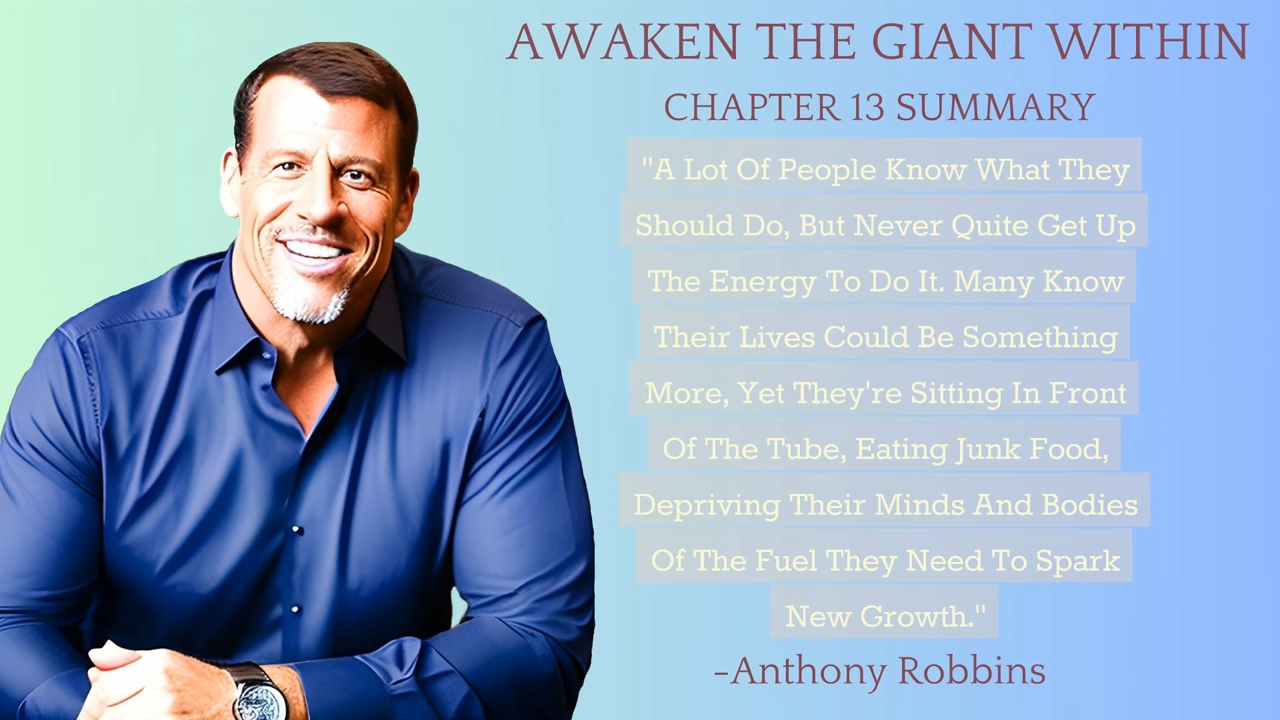 AWAKEN THE GIANT WITHIN
CHAPTER 13 SUMMARY
"A Lot Of People Know What They
Should Do, But Never Quite Get Up
The Energy To Do It. Many Know
Their Lives Could Be Something
More, Yet They're Sitting In Front
Of The Tube, Eating Junk Food,
Depriving Their Minds And Bodies
Of The Fuel They Need To Spark
New Growth."
-Anthony Robbins